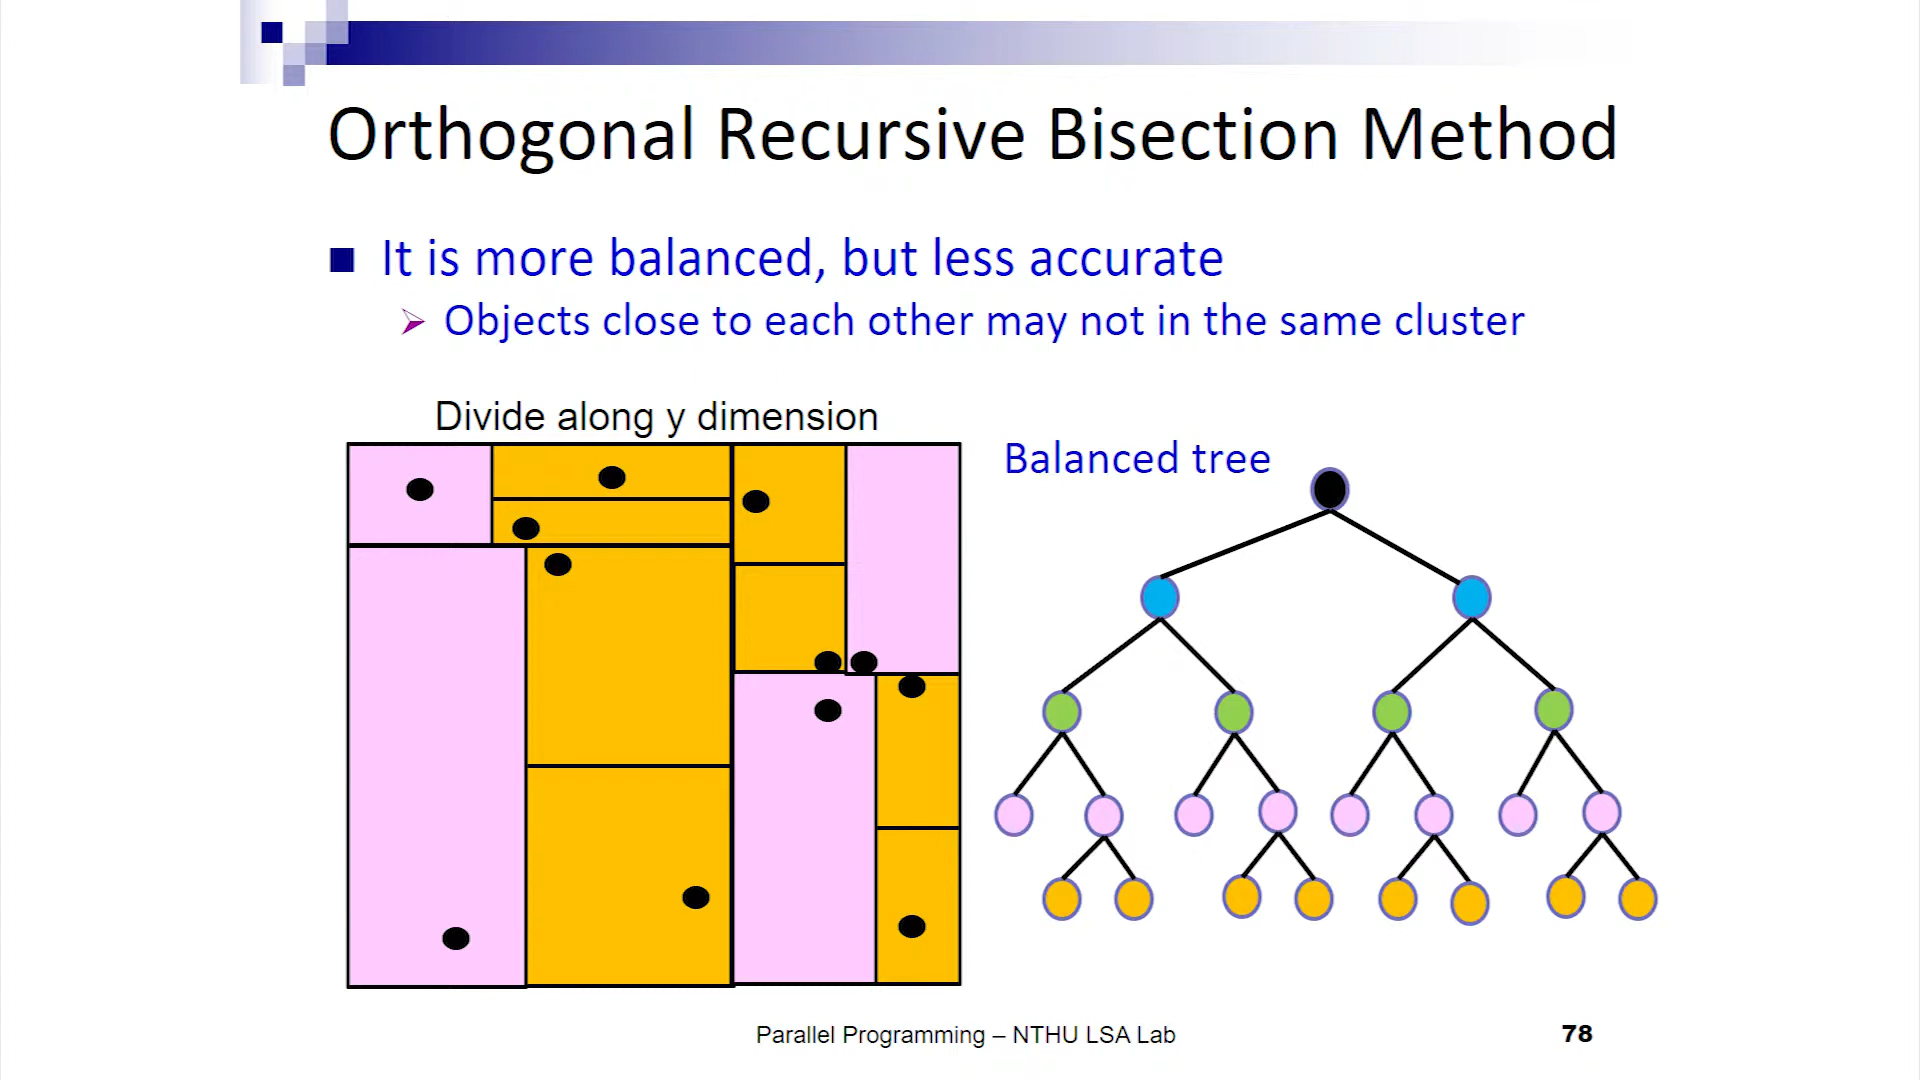 Orthogonal Recursive Bisection Method
It is more balanced, but less accurate
Objects close to each other may not in the same cluster
Divide along y dimension
Balanced tree
Parallel Programming – NTHU LSA Lab
78